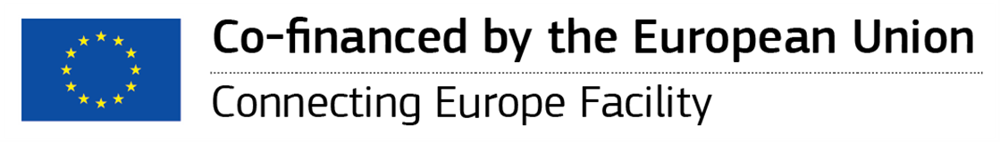 Co-financed by the European Union
Connecting Europe Facility